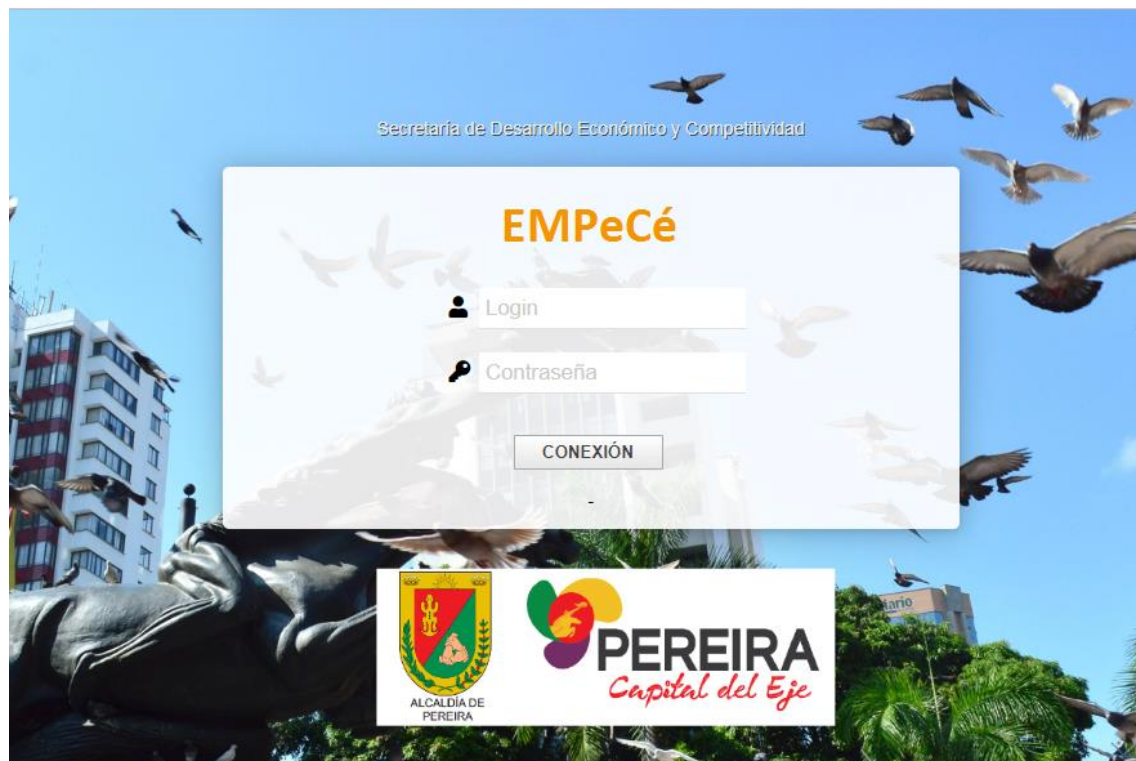 Secretaría de Desarrollo Económico y Competitividad
EMPeCé
Login
Contraseña
CONEXIÓN
-
ALCALDÍA DE
PEREIRA
PEREIRA
Capital del Eje